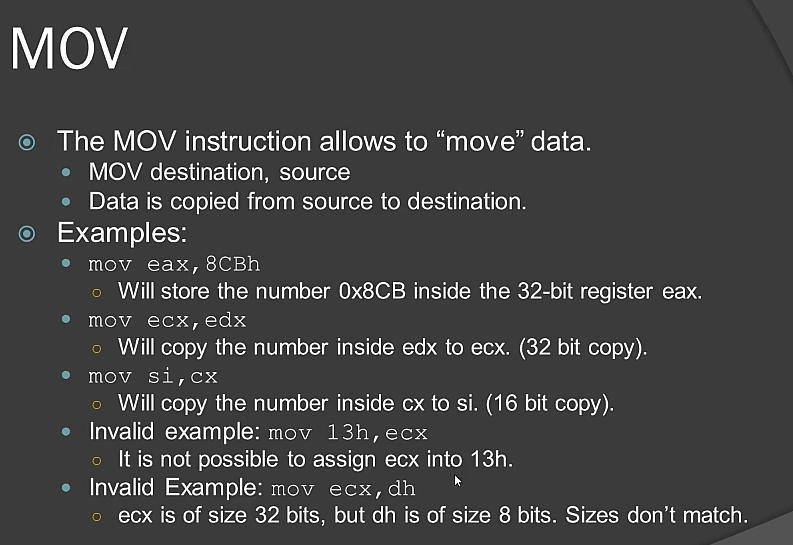 MOV
The MOV instruction allows to “move” data.
MOV destination, source
Data is copied from source to destination.
Examples:
mov eax,8CBh
Will store the number 0x8CB inside the 32-bit register eax.
mov ecx,edx
Will copy the number inside edx to ecx. (32 bit copy).
mov si,cx
Will copy the number inside cx to si. (16 bit copy).
Invalid example: mov 13h,ecx
It is not possible to assign ecx into 13h.
Invalid Example: mov ecx,dh
ecx is of size 32 bits, but dh is of size 8 bits. Sizes don’t match.